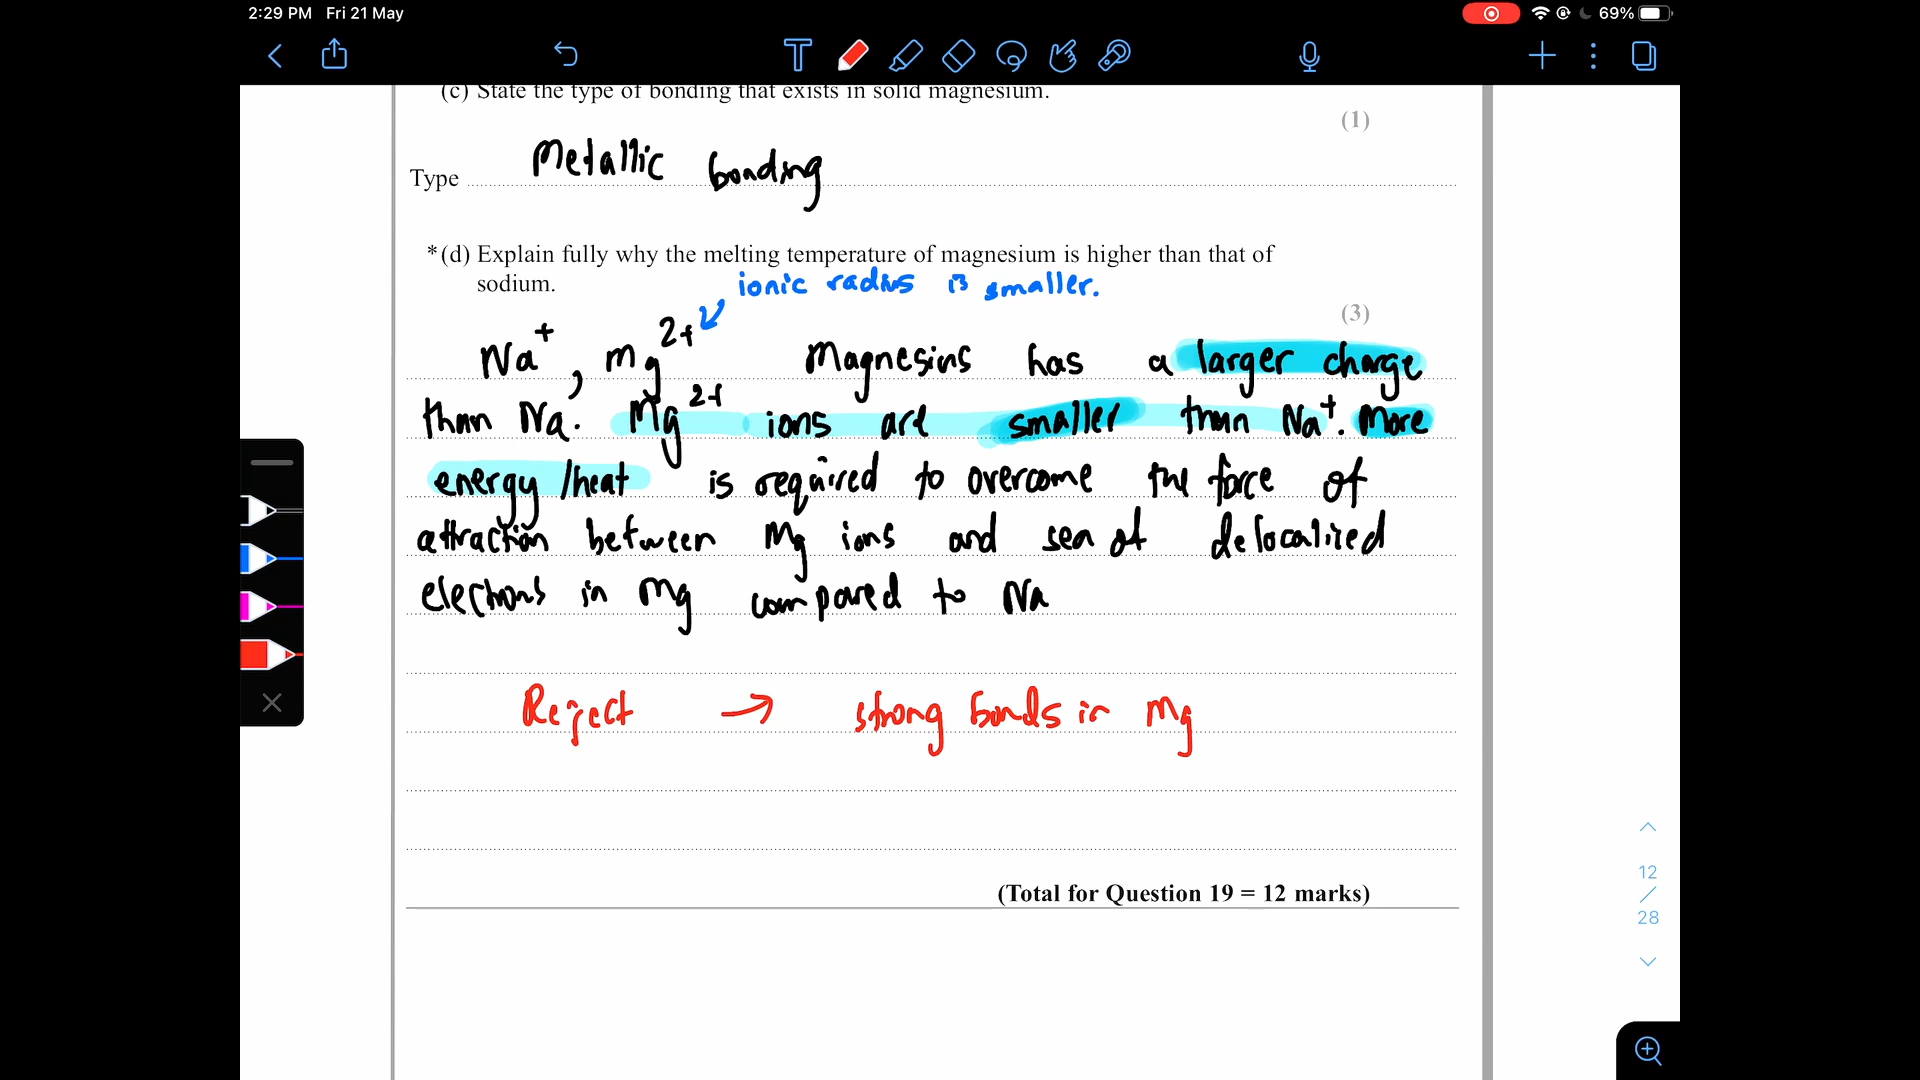 2:29 PM Fri 21 May
69%
(c) State the type of bonding that exists in solid magnesium.
(1)
Type Metallic bonding
*(d) Explain fully why the melting temperature of magnesium is higher than that of
sodium. ionic radius is smaller.
(3)
Na+, Mg2+ Magnesium has a larger charge
than Na. Mg2+ ions are smaller than Na+. More
energy/heat is required to overcome the force of
attraction between Mg ions and sea of delocalized
electrons in Mg compared to Na
Reject → strong bonds in Mg
(Total for Question 19 = 12 marks)
12
/
28